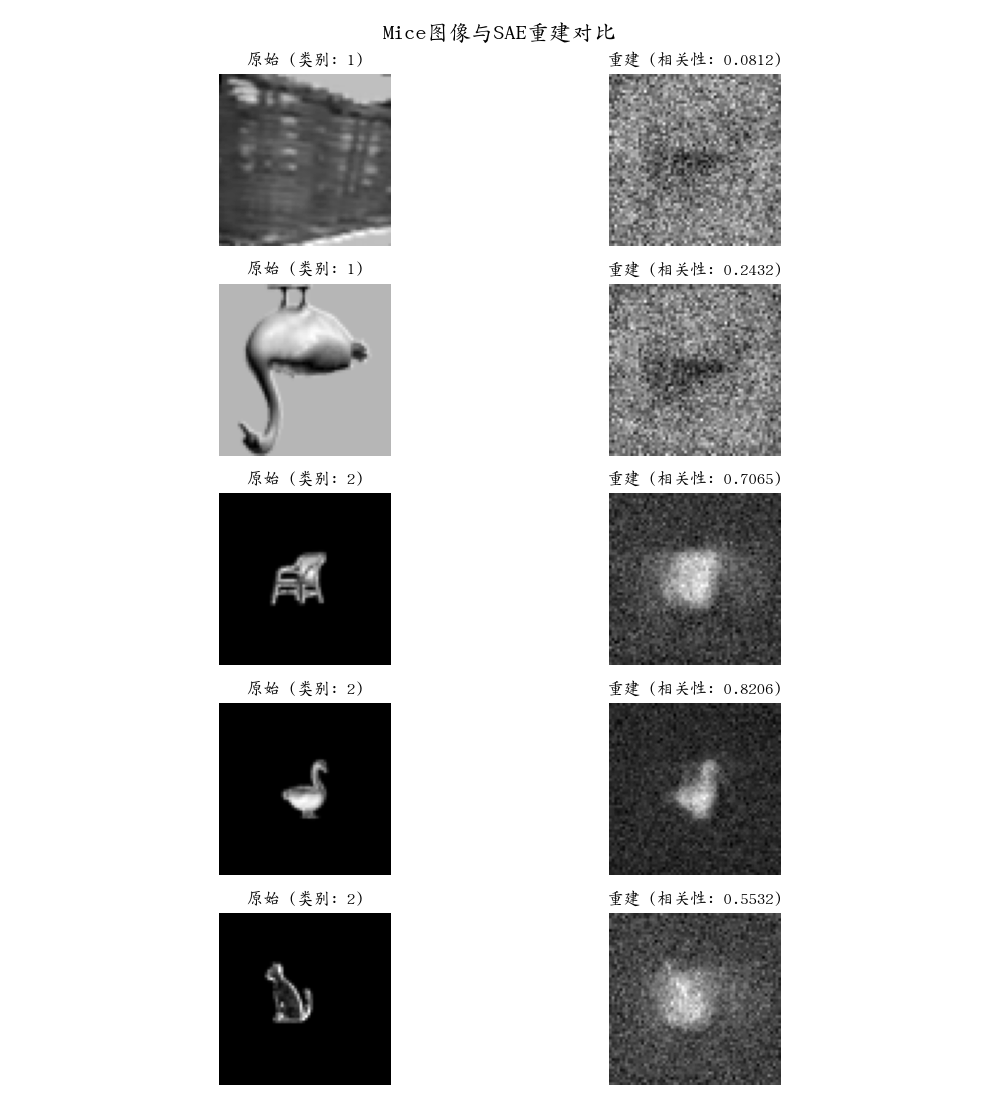 Mice图像与SAE重建对比
原始 (类别: 1)
重建 (相关性: 0.0812)
原始 (类别: 1)
重建 (相关性: 0.2432)
原始 (类别: 2)
重建 (相关性: 0.7065)
原始 (类别: 2)
重建 (相关性: 0.8206)
原始 (类别: 2)
重建 (相关性: 0.5532)